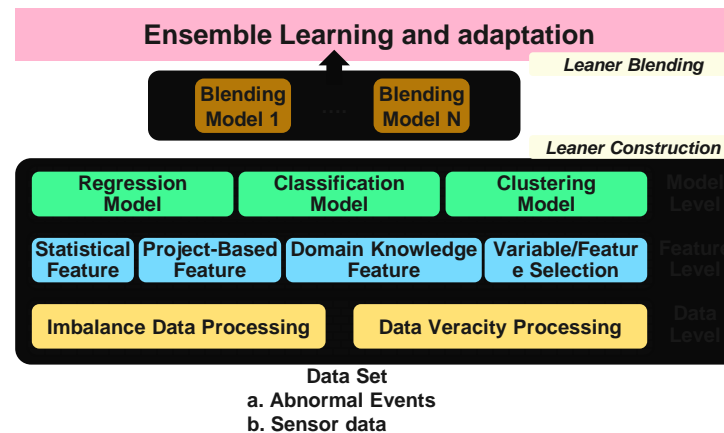 Ensemble Learning and adaptation
Leaner Blending
Blending
Model 1
....
Blending
Model N
Leaner Construction
Regression
Model
Classification
Model
Clustering
Model
Model
Level
Statistical
Feature
Project-Based
Feature
Domain Knowledge
Feature
Variable/Featur
e Selection
Feature
Level
Imbalance Data Processing
Data Veracity Processing
Data
Level
Data Set
a. Abnormal Events
b. Sensor data